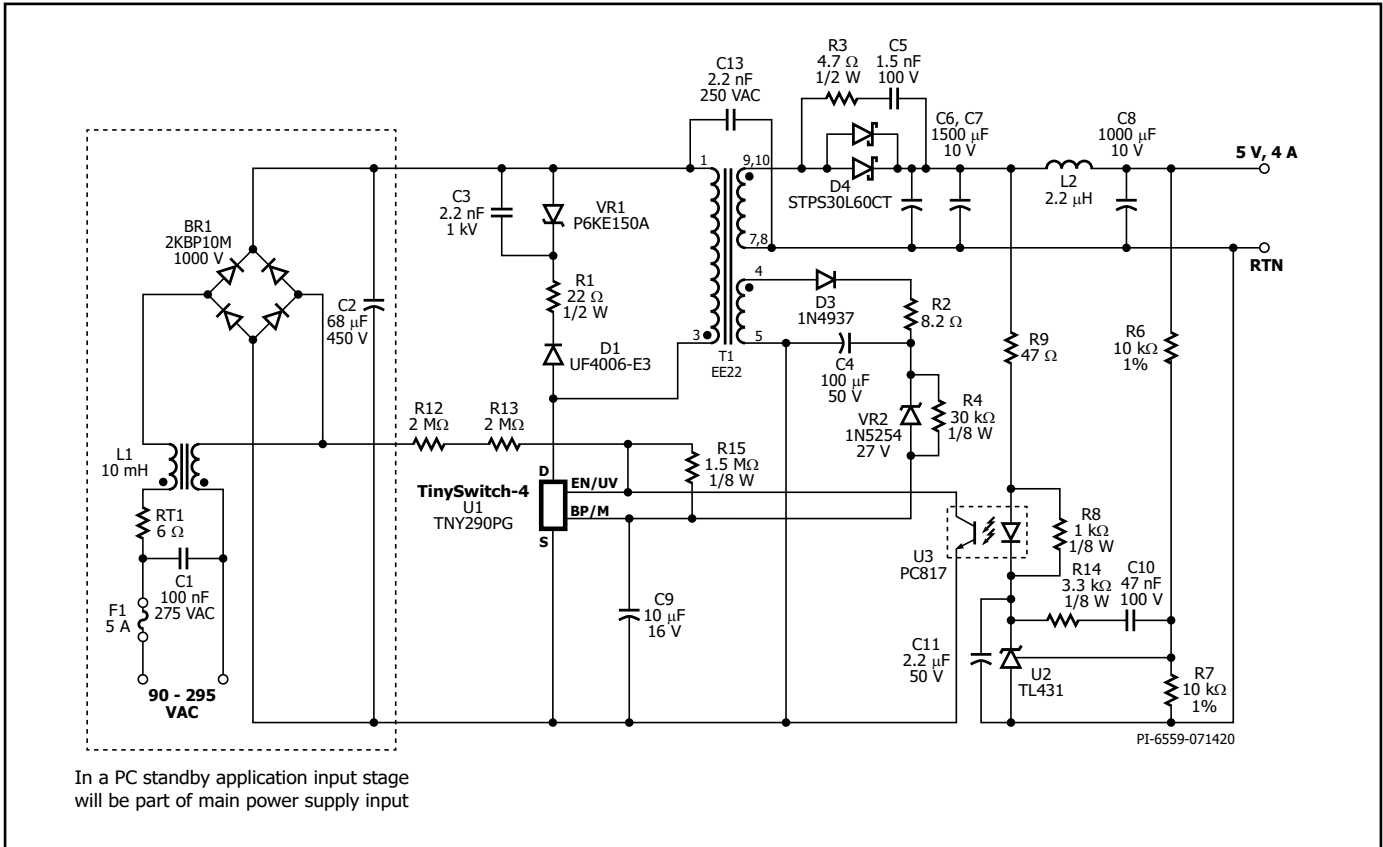 C13
2.2 nF
250 VAC
R3
4.7 Ω
1/2 W
C5
1.5 nF
100 V
C6, C7
1500 μF
10 V
C8
1000 μF
10 V
5 V, 4 A
1
9,10
D4
STPS30L60CT
L2
2.2 μH
7,8
RTN
C3
2.2 nF
1 kV
VR1
P6KE150A
BR1
2KBP10M
1000 V
R1
22 Ω
1/2 W
C2
68 μF
450 V
D1
UF4006-E3
3
T1
EE22
4
5
D3
1N4937
R2
8.2 Ω
C4
100 μF
50 V
R9
47 Ω
R6
10 kΩ
1%
VR2
1N5254
27 V
R4
30 kΩ
1/8 W
R12
2 MΩ
R13
2 MΩ
R15
1.5 MΩ
1/8 W
L1
10 mH
RT1
6 Ω
C1
100 nF
275 VAC
F1
5 A
90 - 295
VAC
D
S
TinySwitch-4
U1
TNY290PG
EN/UV
BP/M
C9
10 μF
16 V
U3
PC817
R8
1 kΩ
1/8 W
R14
3.3 kΩ
1/8 W
C10
47 nF
100 V
C11
2.2 μF
50 V
U2
TL431
R7
10 kΩ
1%
PI-6559-071420
In a PC standby application input stage
will be part of main power supply input